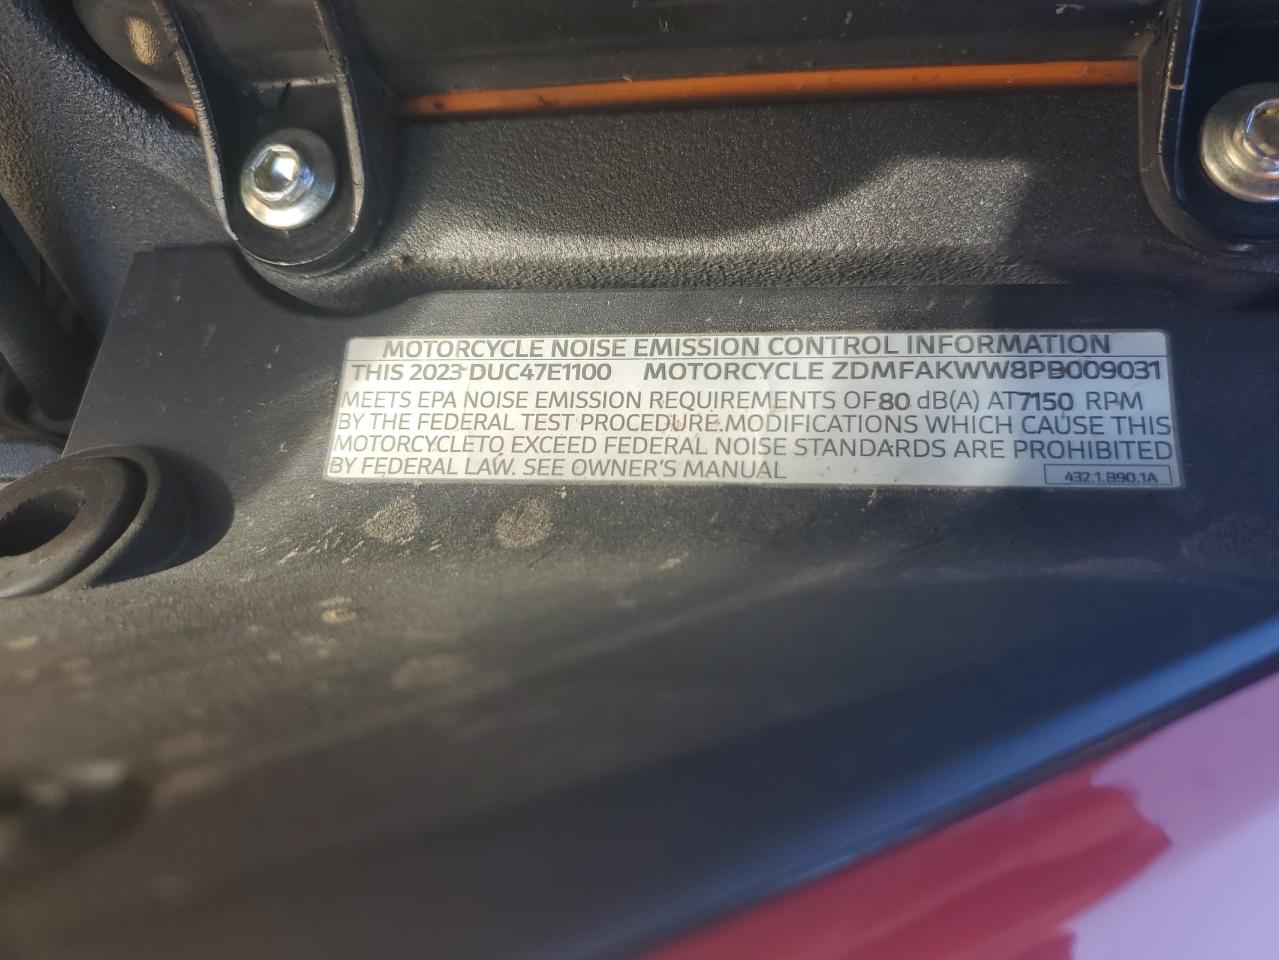 MOTORCYCLE NOISE EMISSION CONTROL INFORMATION
THIS 2023 DUC47E1100 MOTORCYCLE ZDMFAKWW8PB009031
MEETS EPA NOISE EMISSION REQUIREMENTS OF 80 dB(A) AT 7150 RPM
BY THE FEDERAL TEST PROCEDURE.MODIFICATIONS WHICH CAUSE THIS
MOTORCYCLETO EXCEED FEDERAL NOISE STANDARDS ARE PROHIBITED
BY FEDERAL LAW. SEE OWNER'S MANUAL
432.1.B90.1A